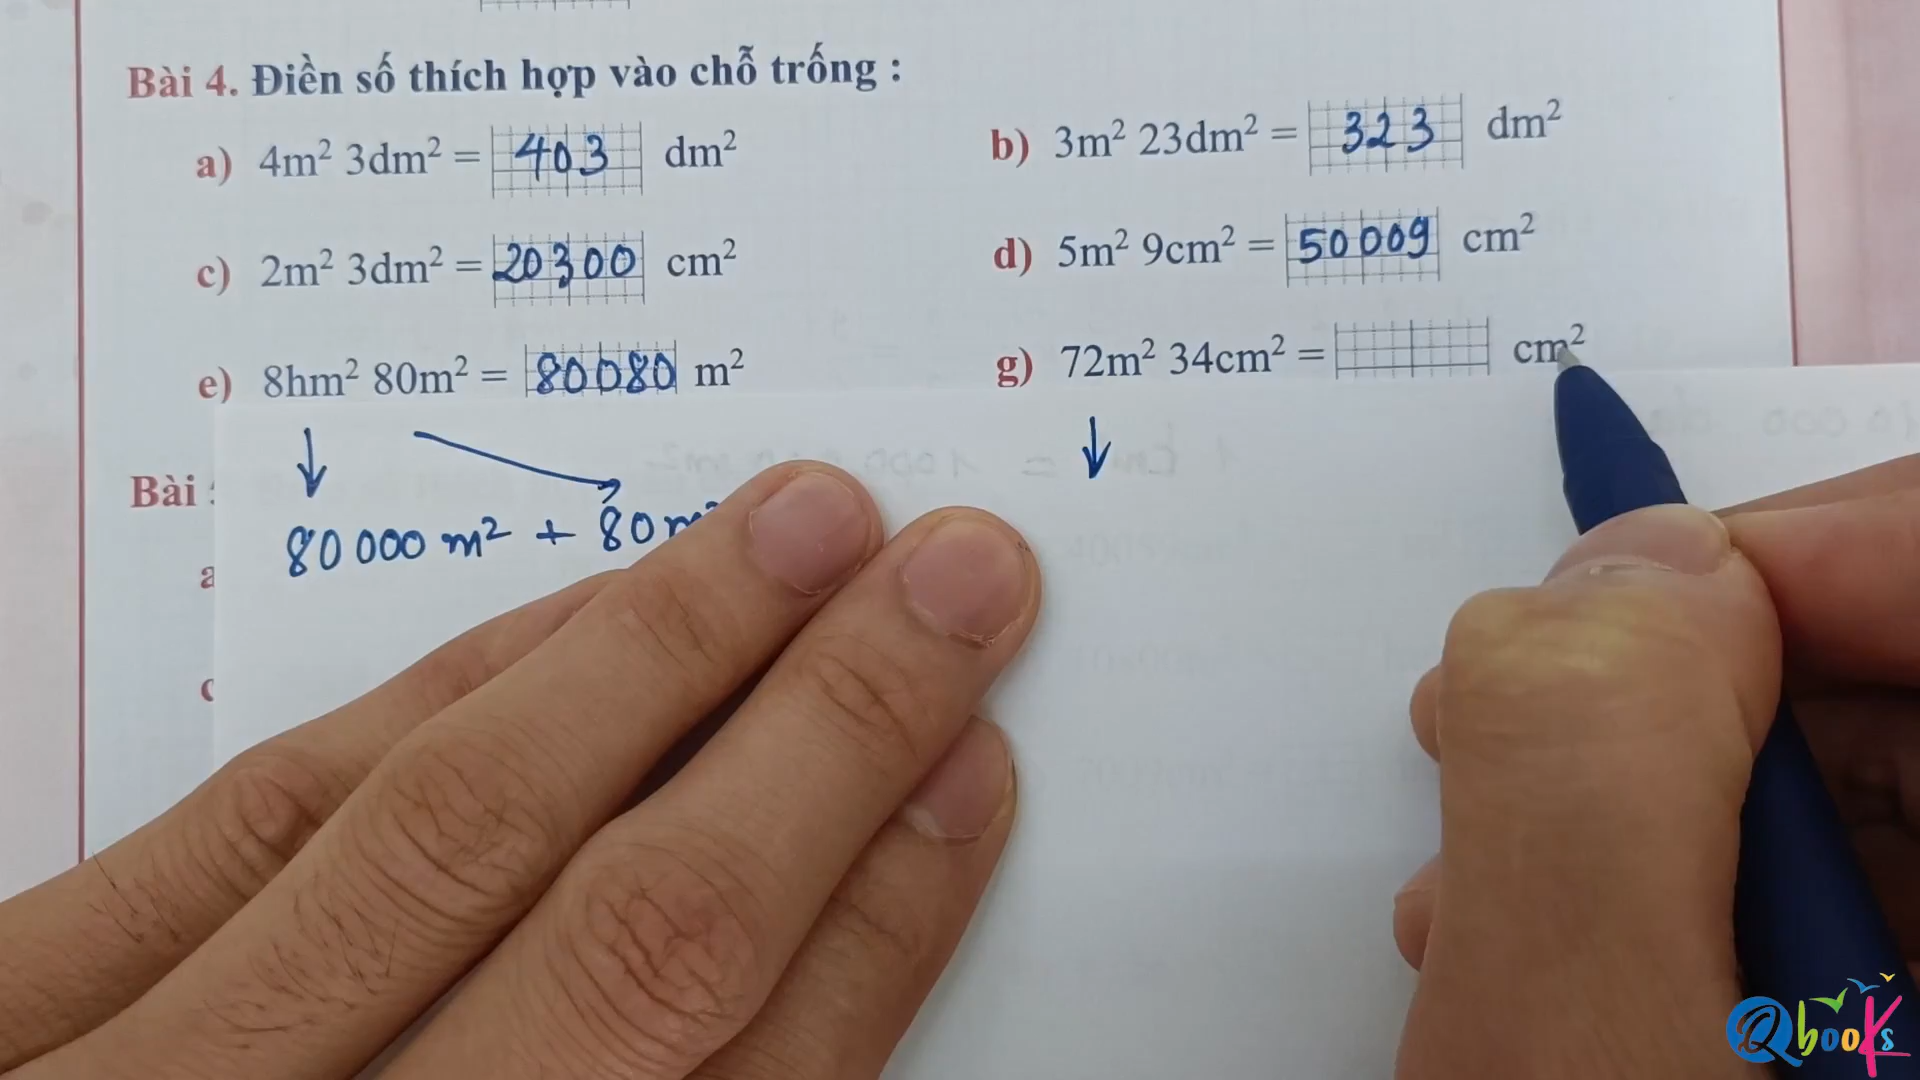 Bài 4. Điền số thích hợp vào chỗ trống :
a) 4m² 3dm² = 403 dm²
b) 3m² 23dm² = 323 dm²
c) 2m² 3dm² = 20300 cm²
d) 5m² 9cm² = 50009 cm²
e) 8hm² 80m² = 80080 m²
g) 72m² 34cm² = cm²
Bài
80 000 m² + 80 m²
Qbooks